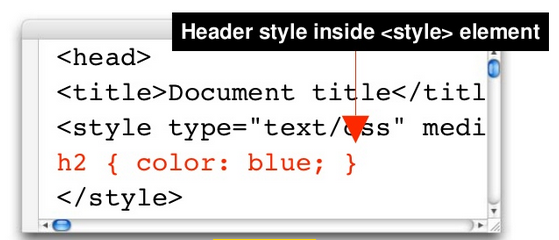 Header style inside <style> element
<head>
<title>Document title</titl
<style type="text/css" medi
h2 { color: blue; }
</style>